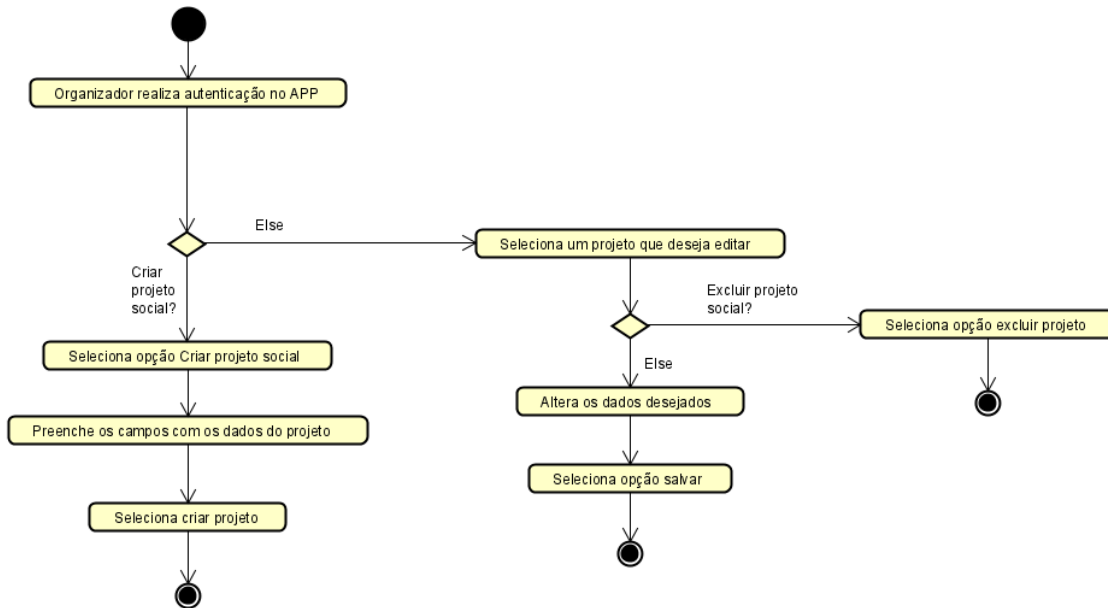 Organizador realiza autenticação no APP
Else
Seleciona um projeto que deseja editar
Criar
projeto
social?
Excluir projeto
social?
Seleciona opção excluir projeto
Seleciona opção Criar projeto social
Else
Altera os dados desejados
Preenche os campos com os dados do projeto
Seleciona opção salvar
Seleciona criar projeto